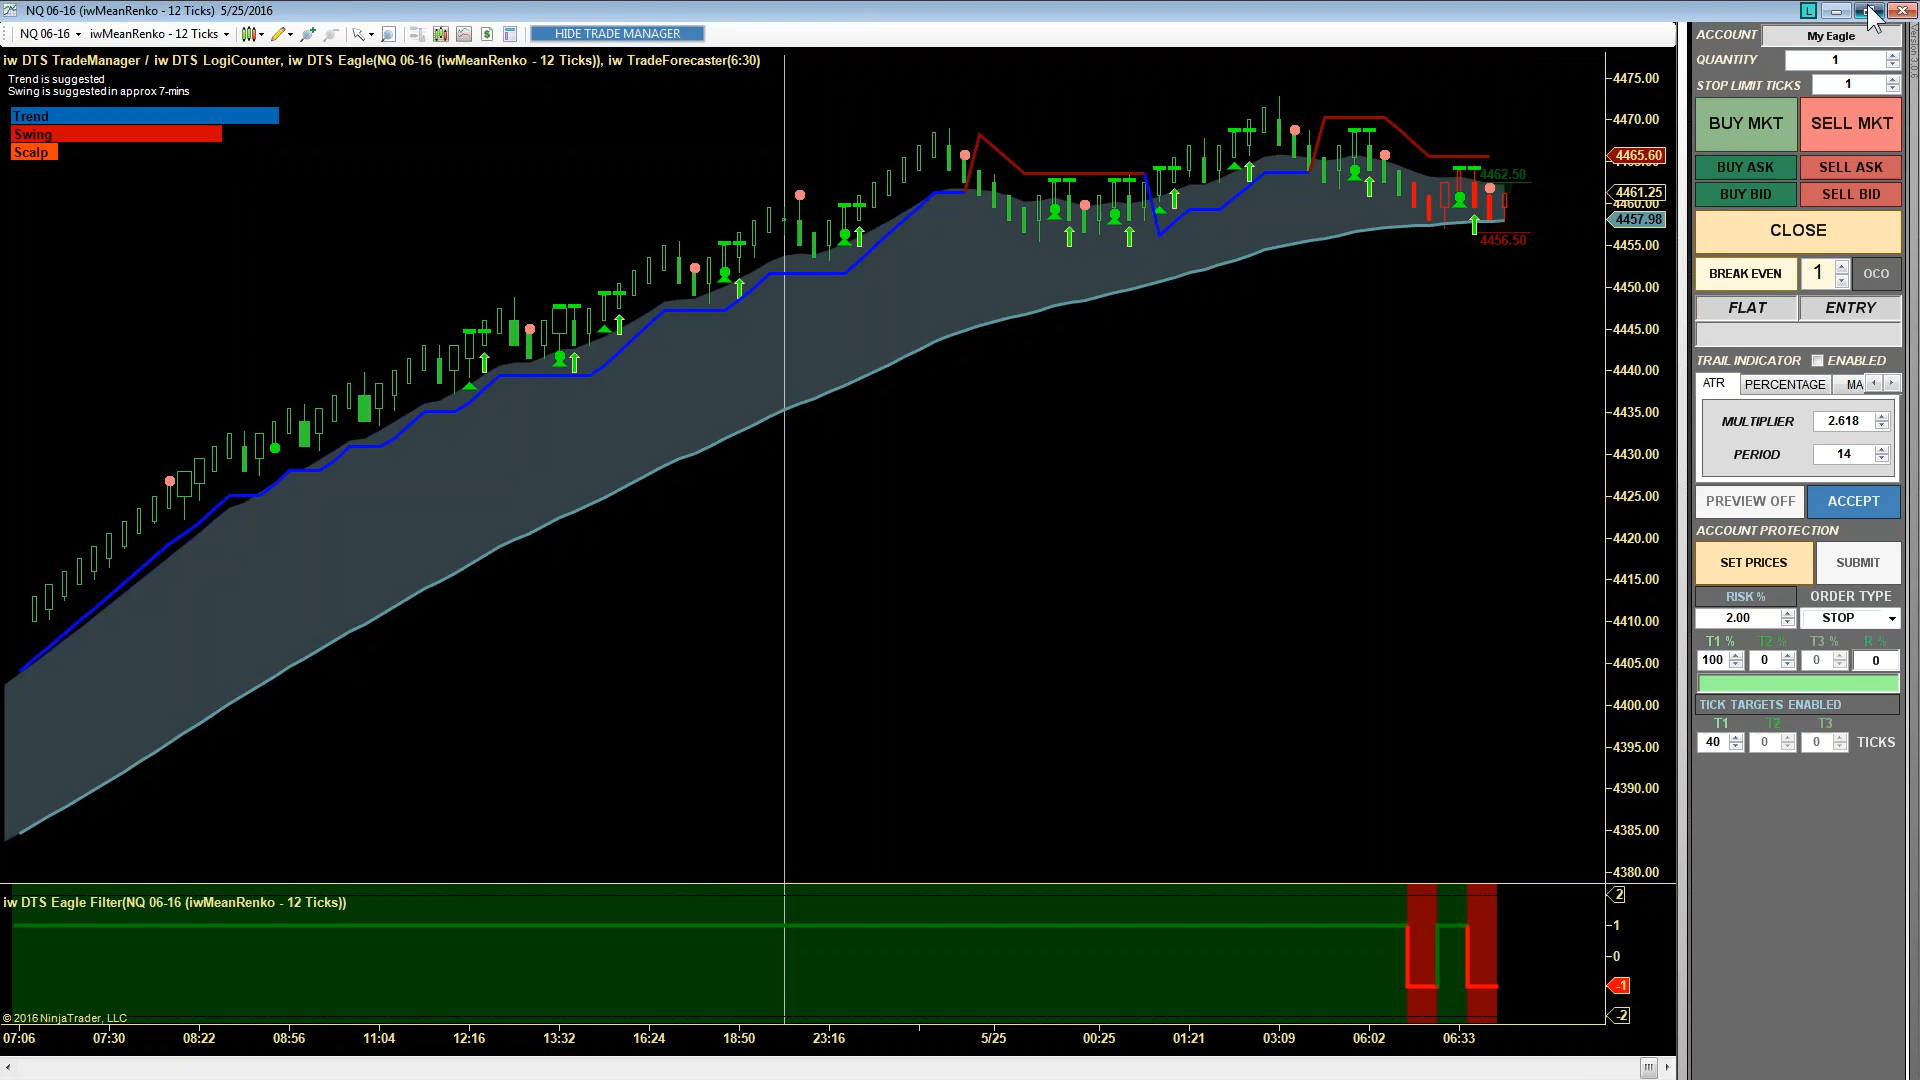 NQ 06-16 (iwMeanRenko - 12 Ticks) 5/25/2016
L
NQ 06-16 iwMeanRenko - 12 Ticks HIDE TRADE MANAGER
iw DTS TradeManager / iw DTS LogiCounter, iw DTS Eagle(NQ 06-16 (iwMeanRenko - 12 Ticks)), iw TradeForecaster(6:30)
Trend is suggested
Swing is suggested in approx 7-mins
Trend
Swing
Scalp
4462.50
4456.50
4475.00
4470.00
4465.60
4461.25
4460.00
4457.98
4455.00
4450.00
4445.00
4440.00
4435.00
4430.00
4425.00
4420.00
4415.00
4410.00
4405.00
4400.00
4395.00
4390.00
4385.00
4380.00
iw DTS Eagle Filter(NQ 06-16 (iwMeanRenko - 12 Ticks))
2
1
0
-1
-2
© 2016 NinjaTrader, LLC
07:06 07:30 08:22 08:56 11:04 12:16 13:32 16:24 18:50 23:16 5/25 00:25 01:21 03:09 06:02 06:33
ACCOUNT My Eagle
QUANTITY 1
STOP LIMIT TICKS 1
BUY MKT SELL MKT
BUY ASK SELL ASK
BUY BID SELL BID
CLOSE
BREAK EVEN 1 OCO
FLAT ENTRY
TRAIL INDICATOR ENABLED
ATR PERCENTAGE MA
MULTIPLIER 2.618
PERIOD 14
PREVIEW OFF ACCEPT
ACCOUNT PROTECTION
SET PRICES SUBMIT
RISK % ORDER TYPE
2.00 STOP
T1 % T2 % T3 % R %
100 0 0 0
TICK TARGETS ENABLED
T1 T2 T3
40 0 0 TICKS